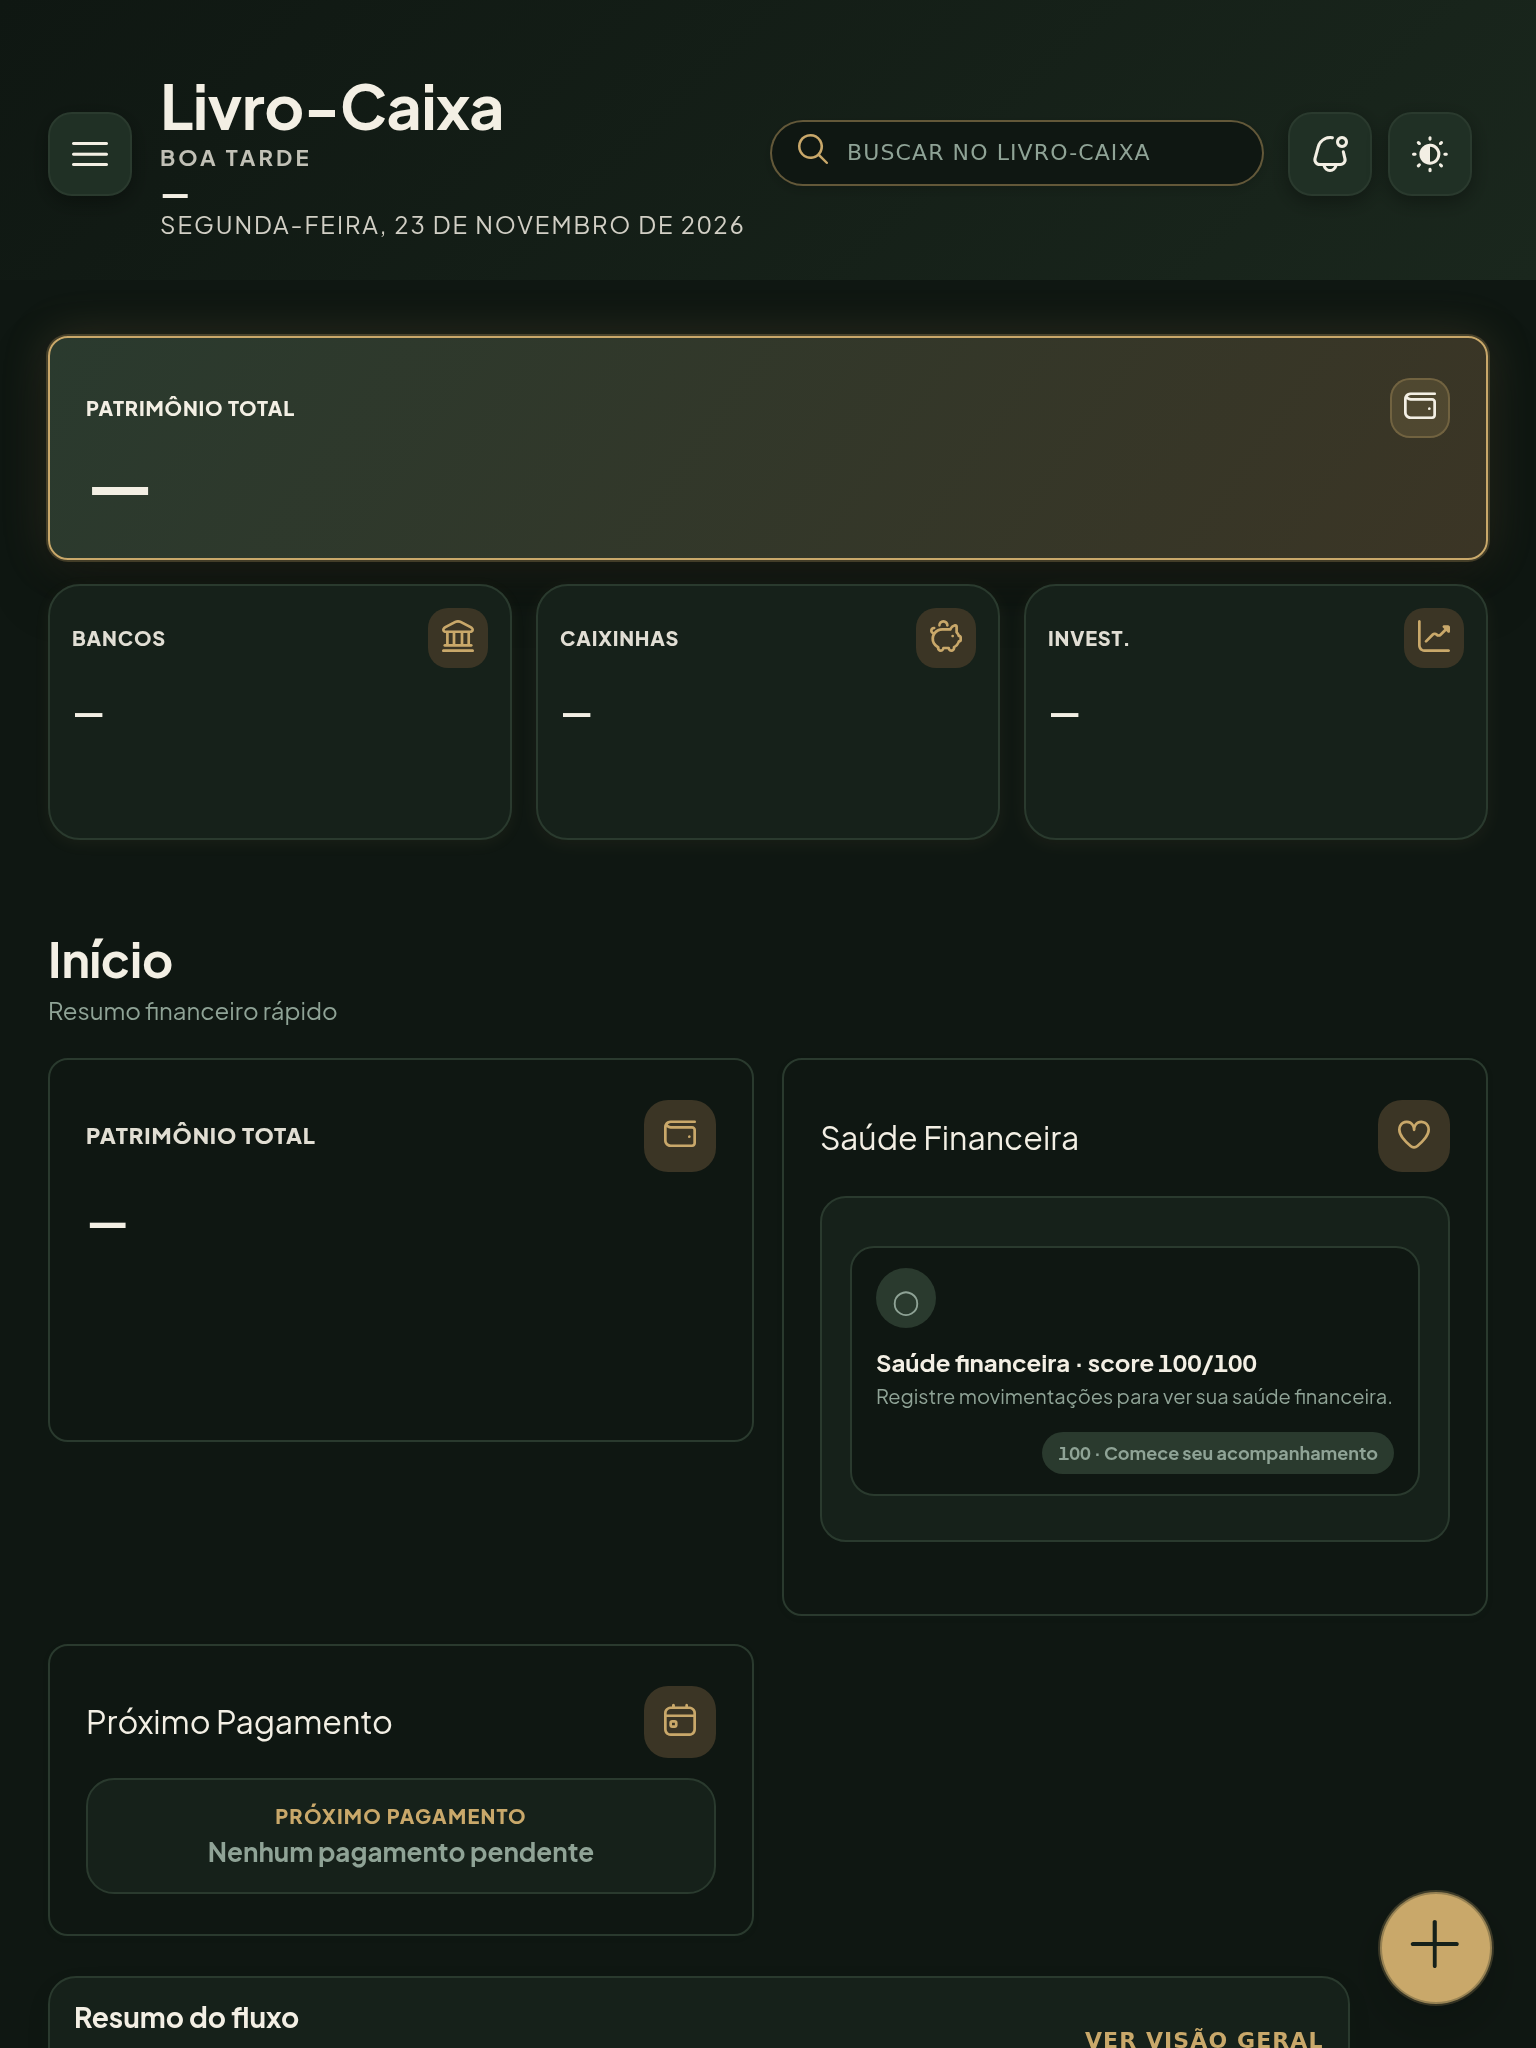 Livro-Caixa
BOA TARDE
—
SEGUNDA-FEIRA, 23 DE NOVEMBRO DE 2026
BUSCAR NO LIVRO-CAIXA
PATRIMÔNIO TOTAL
—
BANCOS
—
CAIXINHAS
—
INVEST.
—
Início
Resumo financeiro rápido
PATRIMÔNIO TOTAL
—
Saúde Financeira
Saúde financeira · score 100/100
Registre movimentações para ver sua saúde financeira.
100 · Comece seu acompanhamento
Próximo Pagamento
PRÓXIMO PAGAMENTO
Nenhum pagamento pendente
Resumo do fluxo
VER VISÃO GERAL